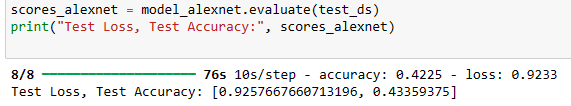 scores_alexnet = model_alexnet.evaluate(test_ds)
print("Test Loss, Test Accuracy:", scores_alexnet)
8/8 ━━━━━━━━━━━━━━━━━━━━ 76s 10s/step - accuracy: 0.4225 - loss: 0.9233
Test Loss, Test Accuracy: [0.9257667660713196, 0.43359375]